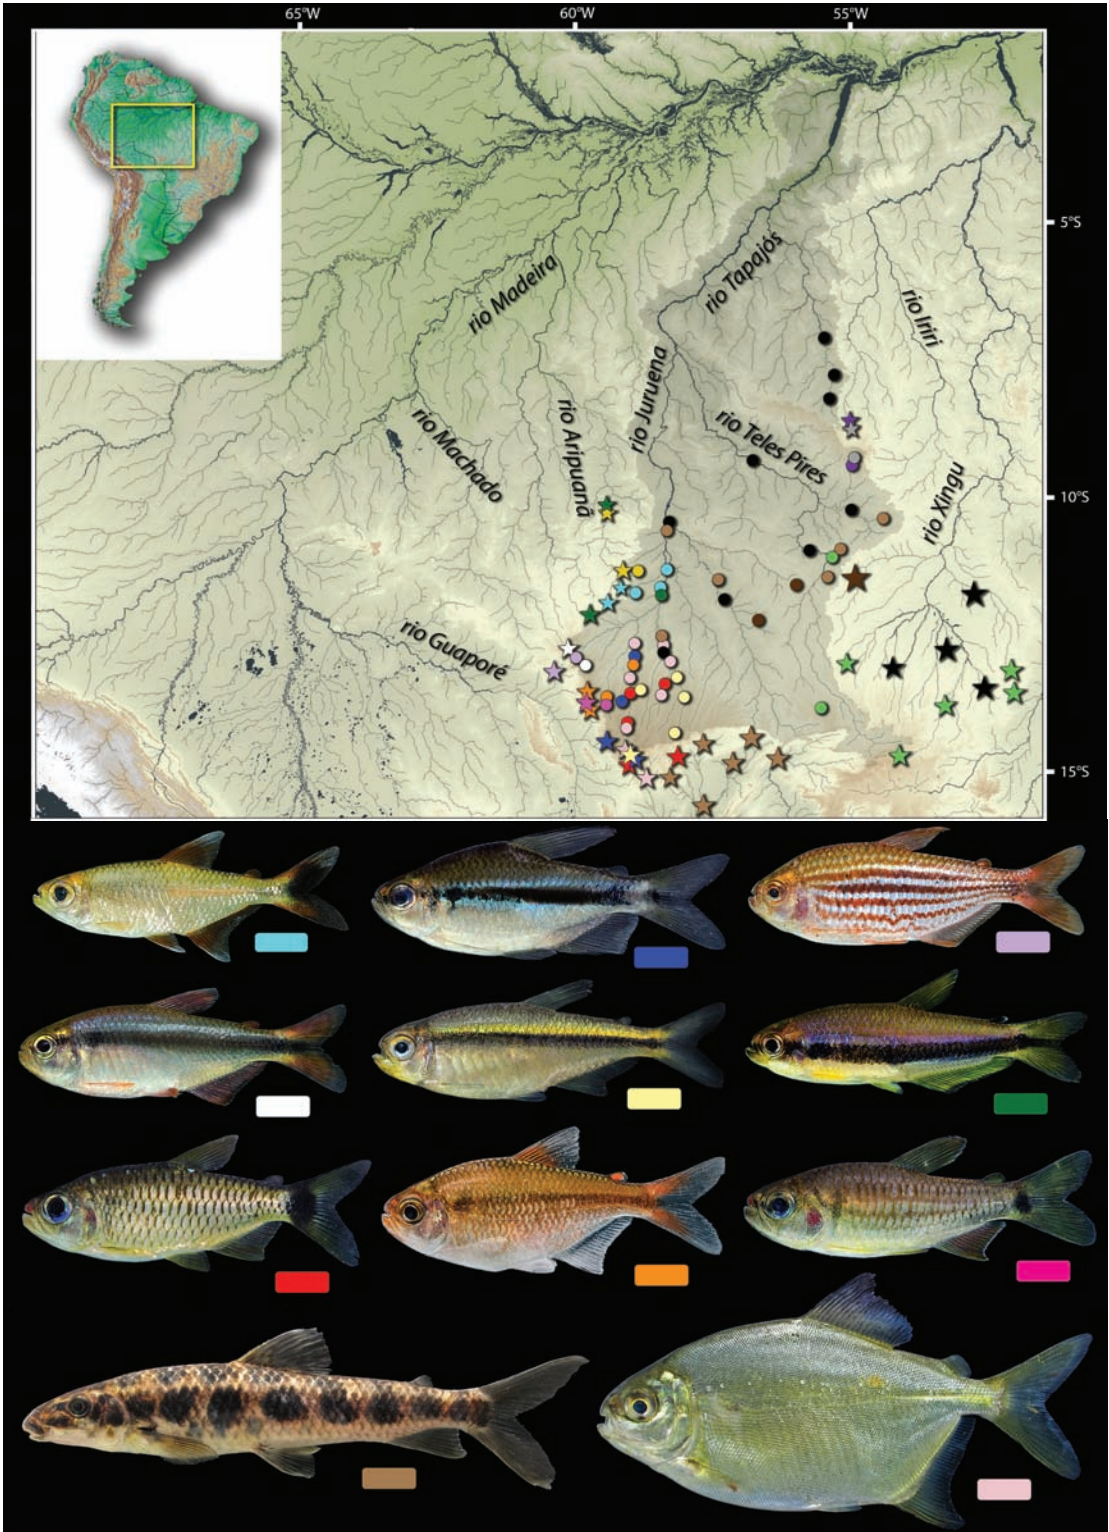 65°W
60°W
55°W
5°S
10°S
15°S
rio Madeira
rio Tapajós
rio Iriri
rio Juruena
rio Machado
rio Aripuanã
rio Teles Pires
rio Xingu
rio Guaporé